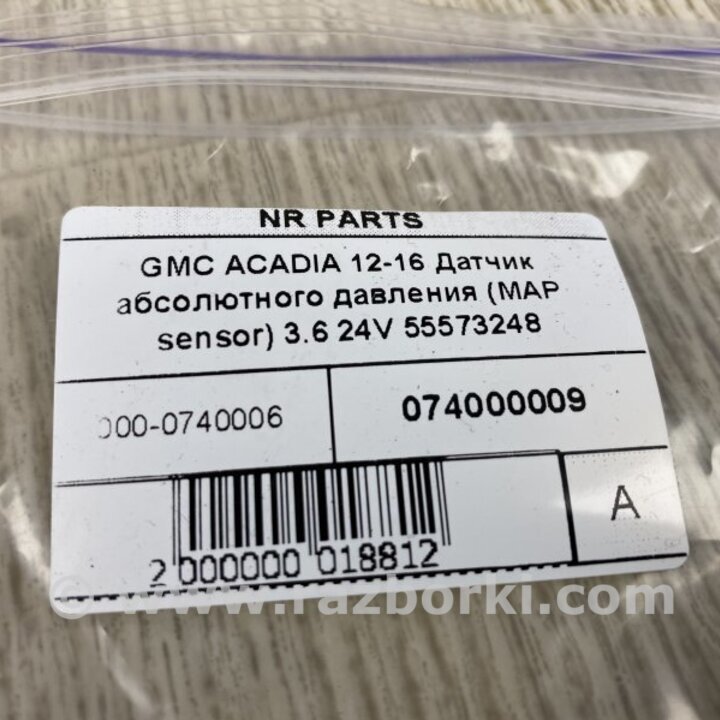 NR PARTS
GMC ACADIA 12-16 Датчик
абсолютного давления (MAP
sensor) 3.6 24V 55573248
000-0740006
074000009
A
2 000000 018812
© www.razborki.com